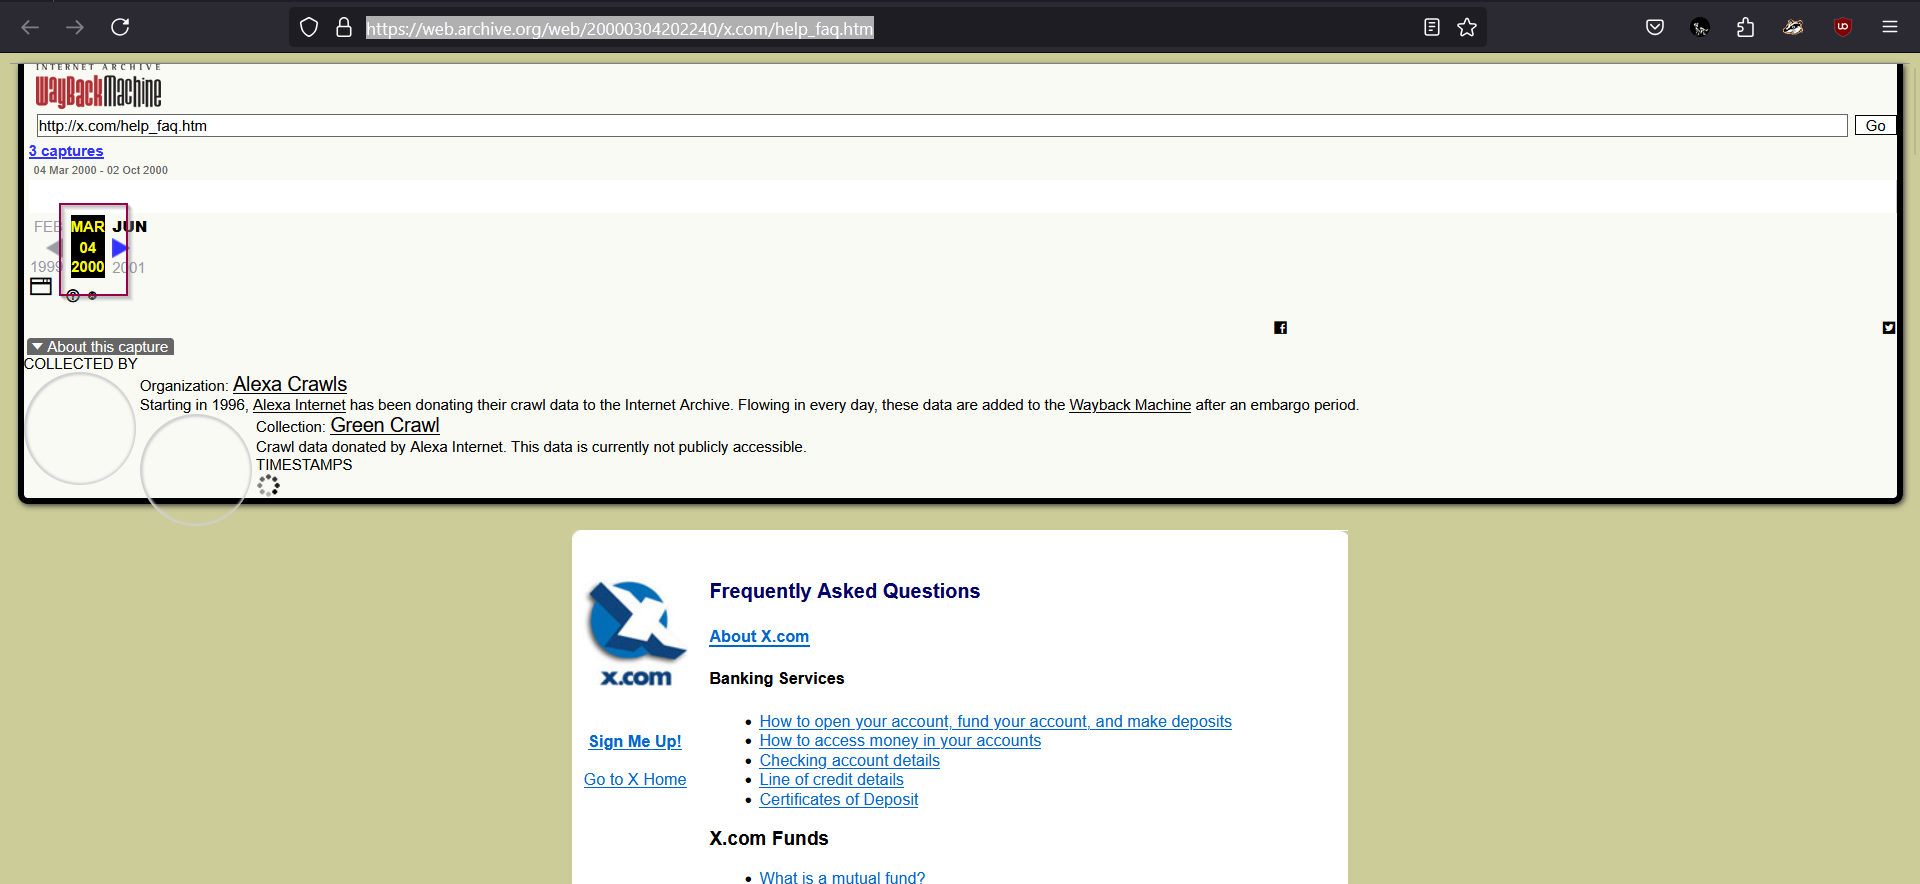 https://web.archive.org/web/20000304202240/x.com/help_faq.htm
INTERNET ARCHIVE
WayBackMachine
http://x.com/help_faq.htm
Go
3 captures
04 Mar 2000 - 02 Oct 2000
FEB MAR JUN
04
1999 2000 2001
About this capture
COLLECTED BY
Organization: Alexa Crawls
Starting in 1996, Alexa Internet has been donating their crawl data to the Internet Archive. Flowing in every day, these data are added to the Wayback Machine after an embargo period.
Collection: Green Crawl
Crawl data donated by Alexa Internet. This data is currently not publicly accessible.
TIMESTAMPS
x.com
Sign Me Up!
Go to X Home
Frequently Asked Questions
About X.com
Banking Services
• How to open your account, fund your account, and make deposits
• How to access money in your accounts
• Checking account details
• Line of credit details
• Certificates of Deposit
X.com Funds
• What is a mutual fund?